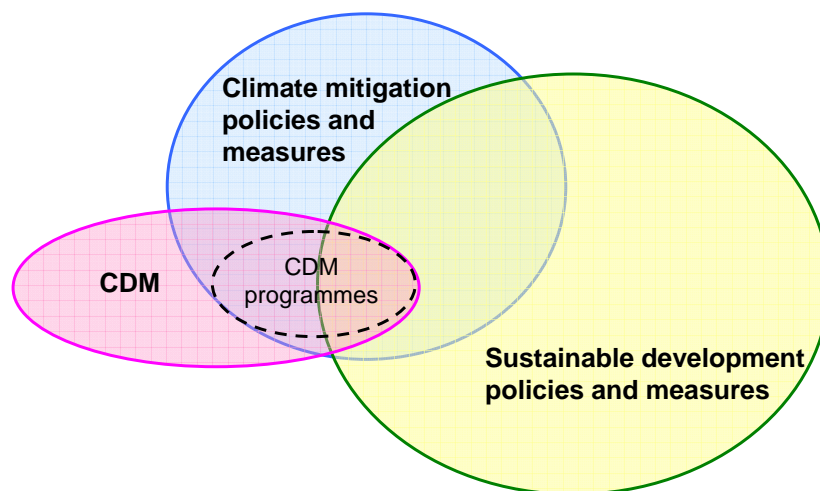 Climate mitigation
policies and
measures
CDM
CDM
programmes
Sustainable development
policies and measures